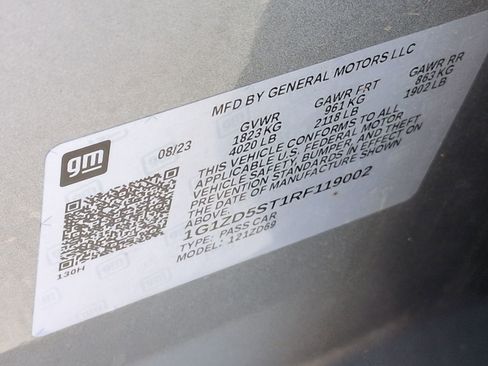 gm
08/23
MFD BY GENERAL MOTORS LLC
GVWR GAWR FRT GAWR RR
1823 KG 961 KG 863 KG
4020 LB 2118 LB 1902 LB
THIS VEHICLE CONFORMS TO ALL
APPLICABLE U.S. FEDERAL MOTOR
VEHICLE SAFETY, BUMPER, AND THEFT
PREVENTION STANDARDS IN EFFECT ON
THE DATE OF MANUFACTURE SHOWN
ABOVE.
1G1ZD5ST1RF119002
TYPE: PASS CAR
MODEL: 121ZD69
130H